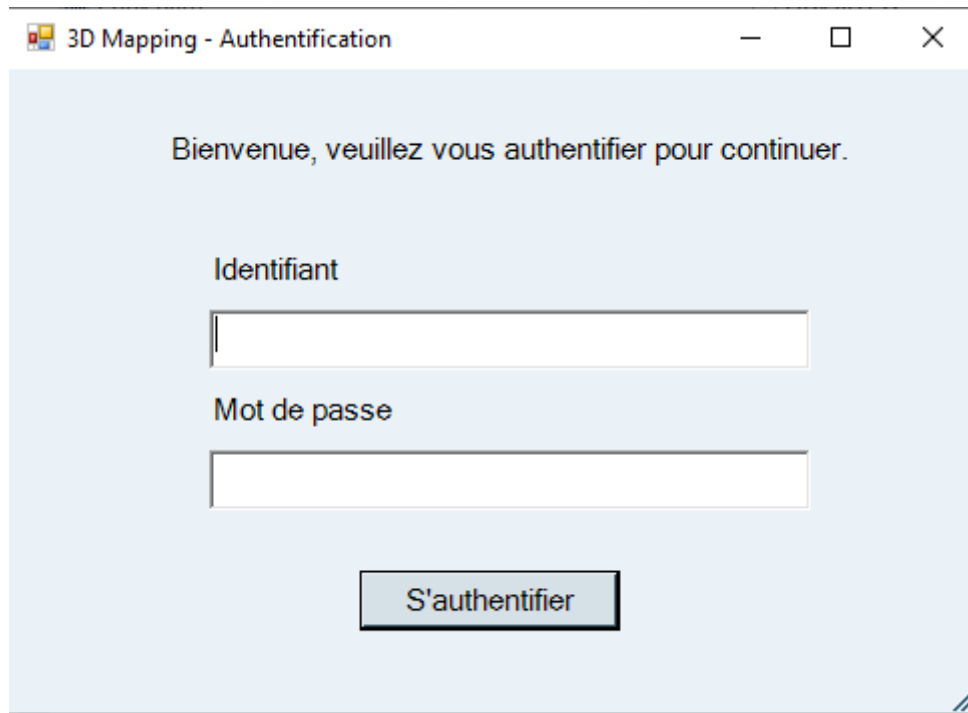 3D Mapping - Authentification
Bienvenue, veuillez vous authentifier pour continuer.
Identifiant
Mot de passe
S'authentifier